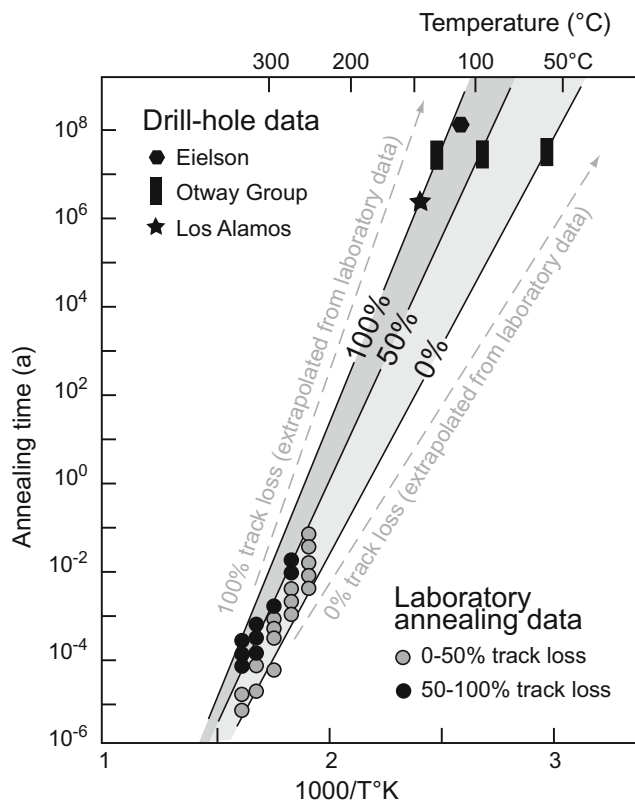 Temperature (°C)
300
200
100
50°C
Drill-hole data
Eielson
Otway Group
Los Alamos
100% track loss (extrapolated from laboratory data)
0% track loss (extrapolated from laboratory data)
100%
50%
0%
Annealing time (a)
10^8
10^6
10^4
10^2
10^0
10^-2
10^-4
10^-6
Laboratory
annealing data
0-50% track loss
50-100% track loss
1
2
3
1000/T°K